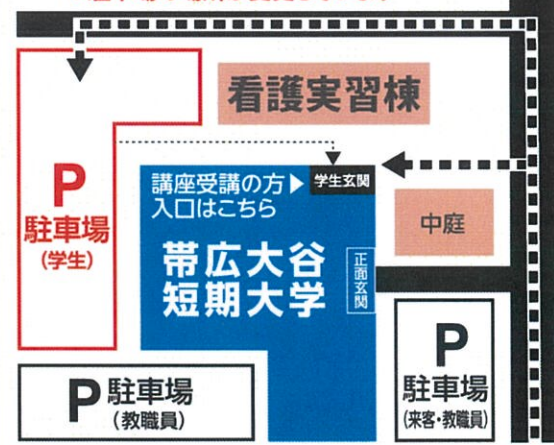 看護実習棟
講座受講の方▶
入口はこちら
学生玄関
P
駐車場
(学生)
中庭
帯広大谷
短期大学
正面玄関
P
駐車場
(来客・教職員)
P
駐車場
(教職員)